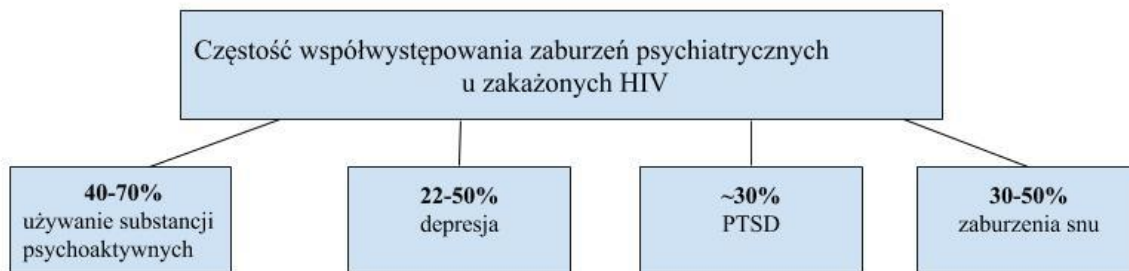 Częstość współwystępowania zaburzeń psychiatrycznych
u zakażonych HIV
40-70%
używanie substancji
psychoaktywnych
22-50%
depresja
~30%
PTSD
30-50%
zaburzenia snu